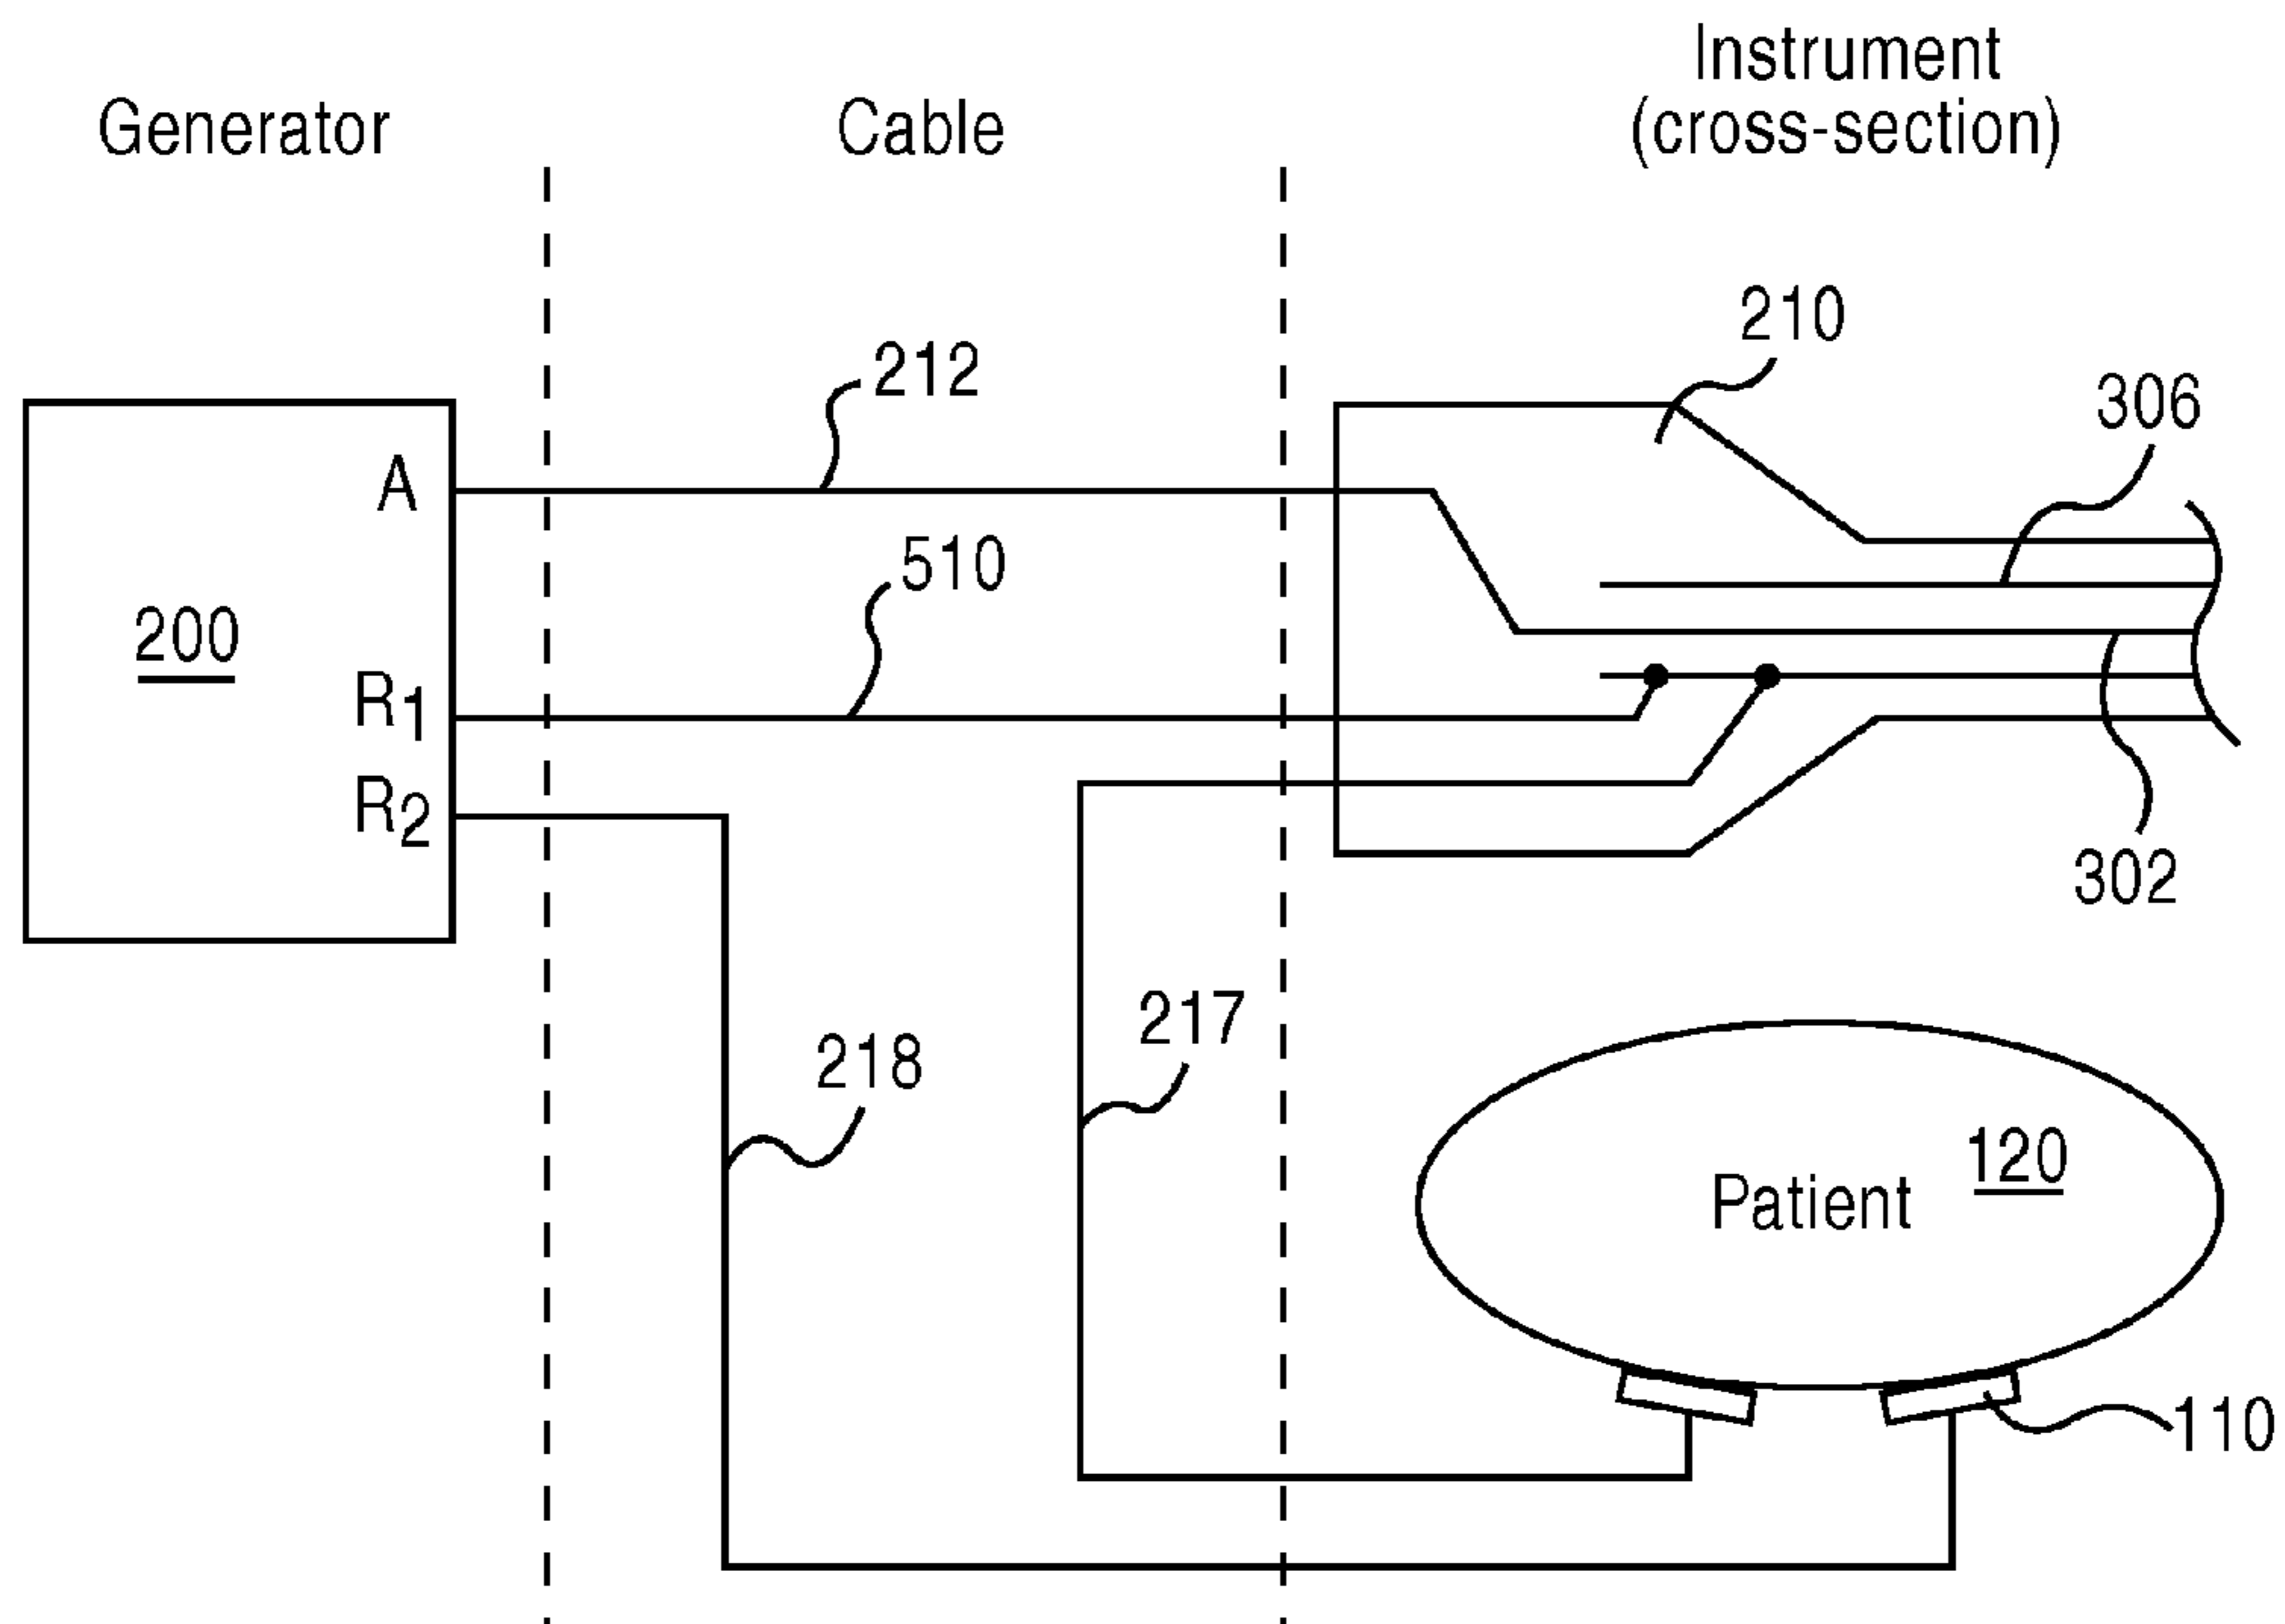 Generator
Cable
Instrument
(cross-section)
210
212
306
A
510
200
R1
R2
302
217
218
120
Patient
110